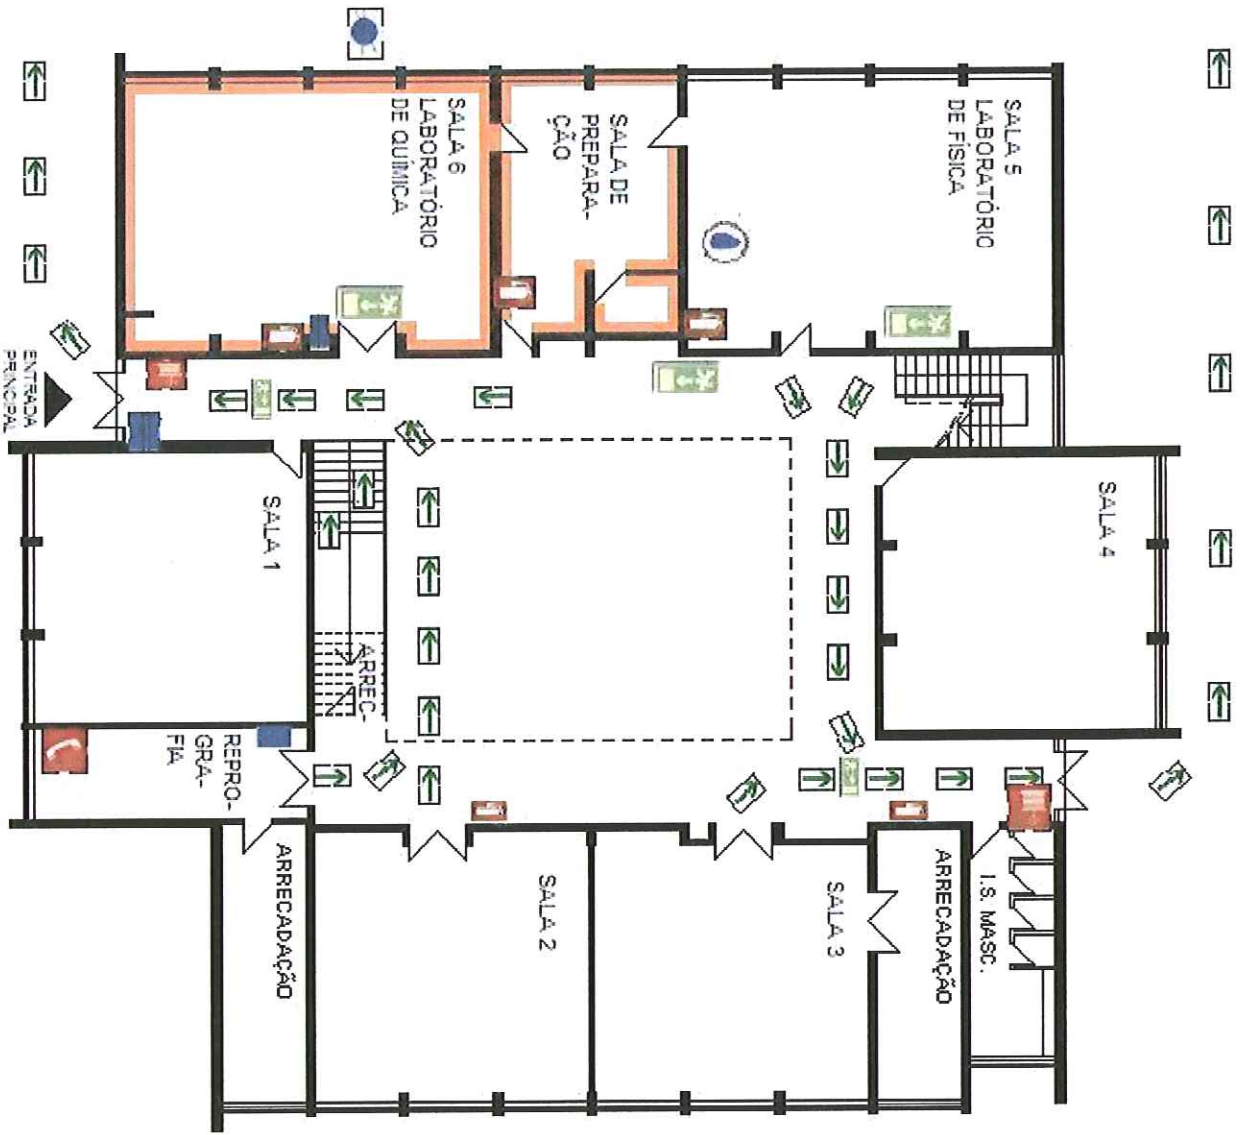 SALA 5
LABORATÓRIO
DE FÍSICA
SALA DE
PREPARA-
ÇÃO
SALA 6
LABORATÓRIO
DE QUÍMICA
ENTRADA
PRINCIPAL
SALA 4
SALA 1
ARREC-
REPRO-
GRA-
FIA
I.S. MASC.
ARRECADAÇÃO
SALA 3
SALA 2
ARRECADAÇÃO